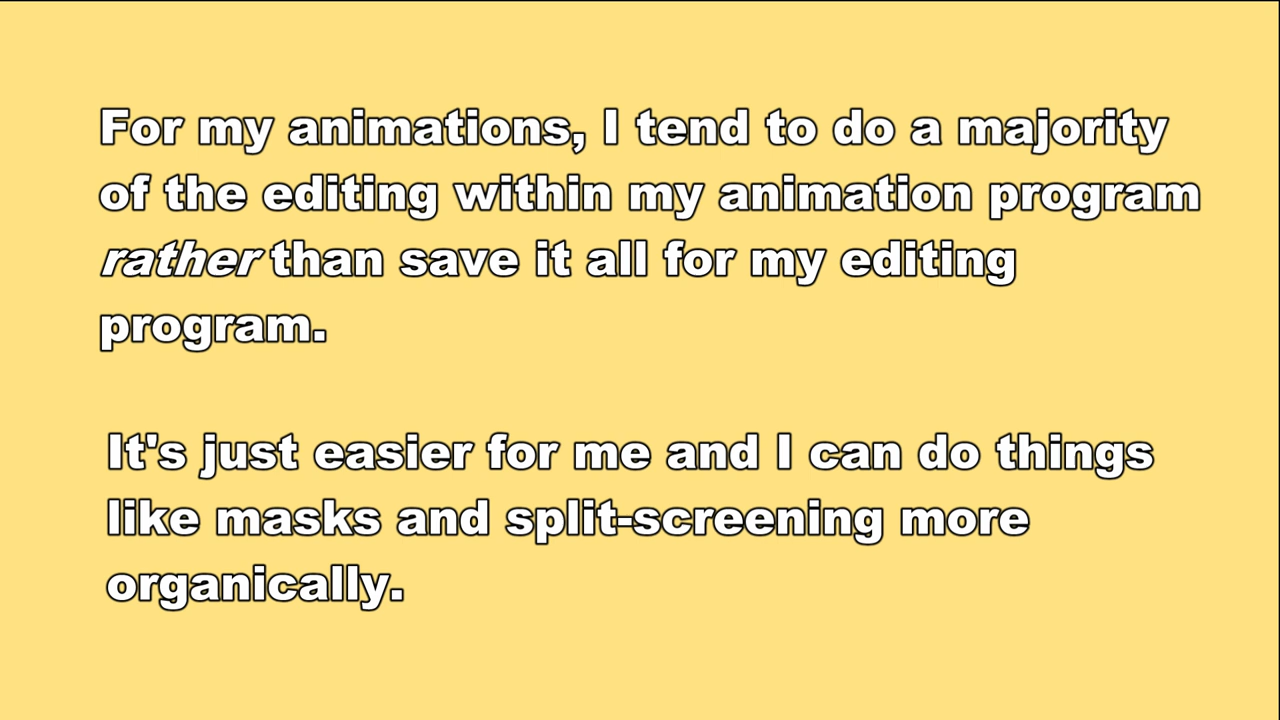 For my animations, I tend to do a majority
of the editing within my animation program
rather than save it all for my editing
program.
It's just easier for me and I can do things
like masks and split-screening more
organically.